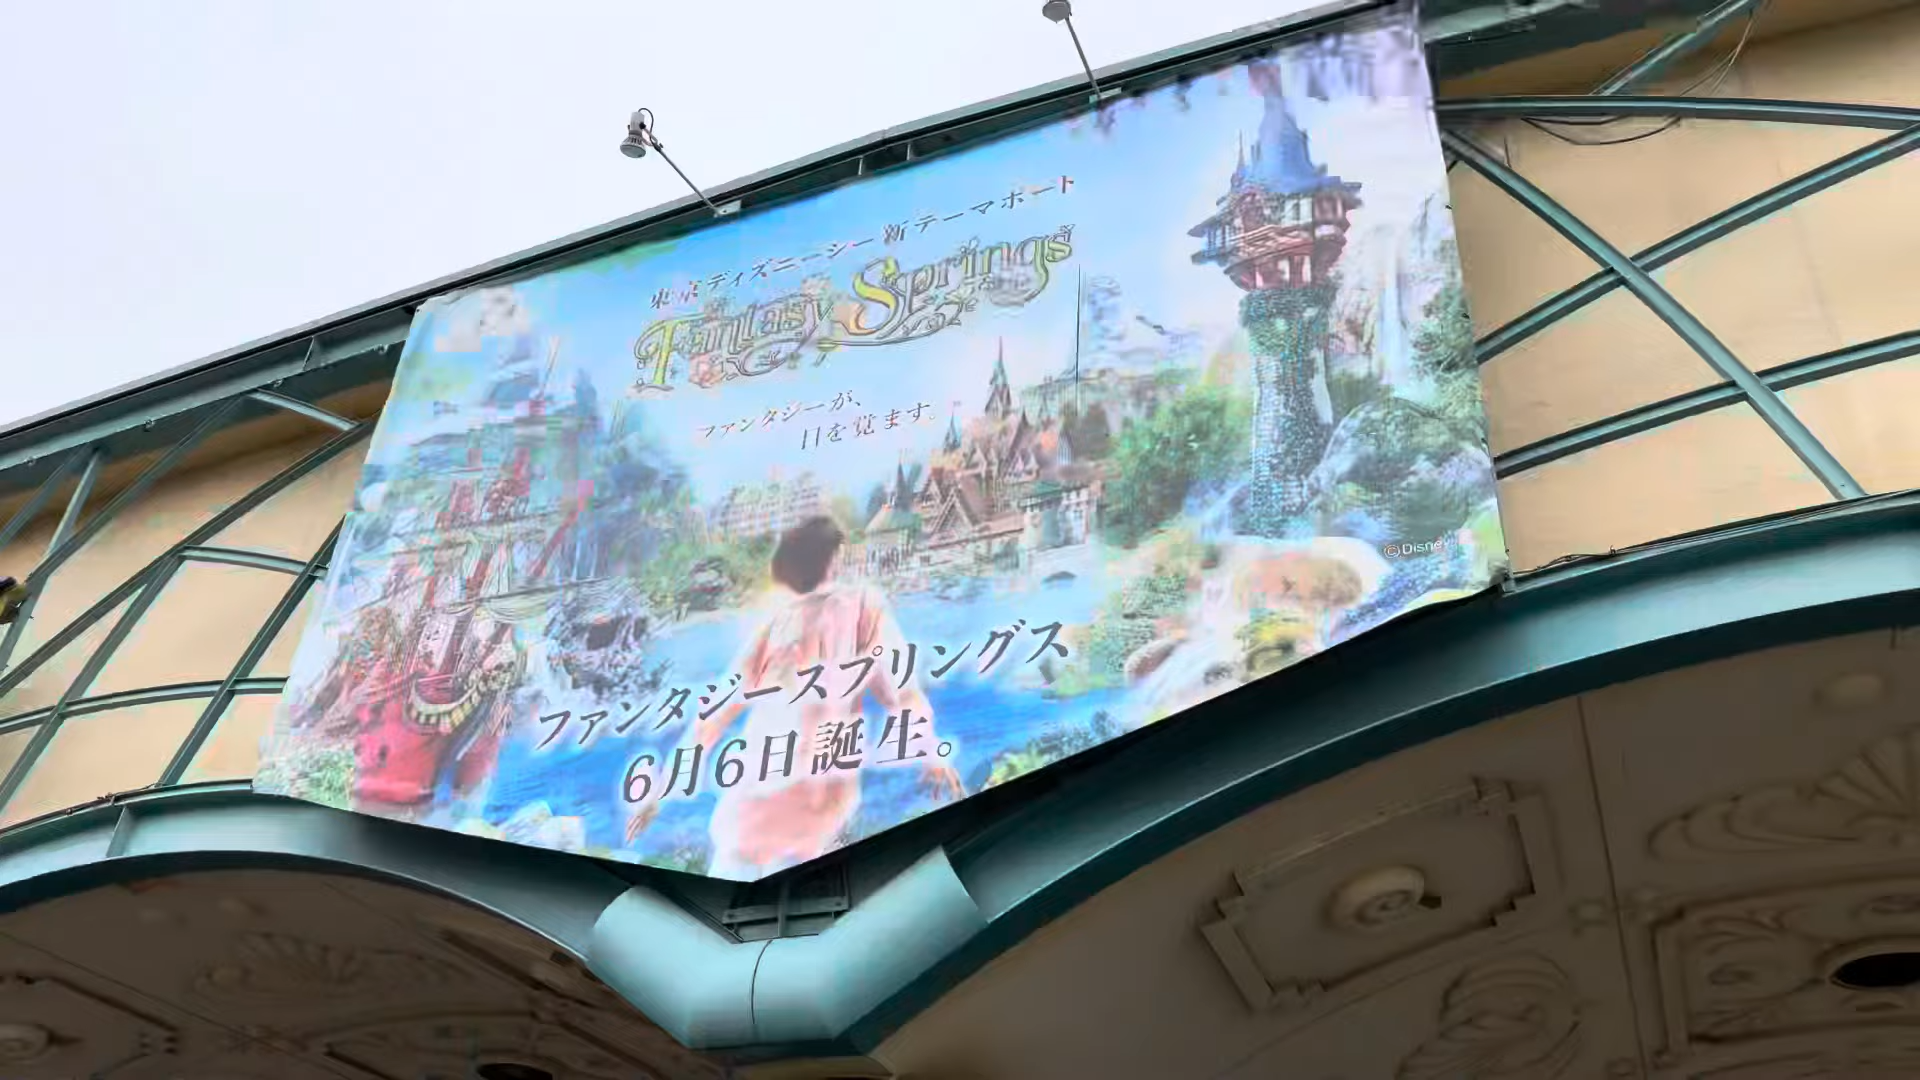 東京ディズニーシー新テーマポート
Fantasy Springs
ファンタジーが、
目を覚ます。
©Disney
ファンタジースプリングス
6月6日誕生。